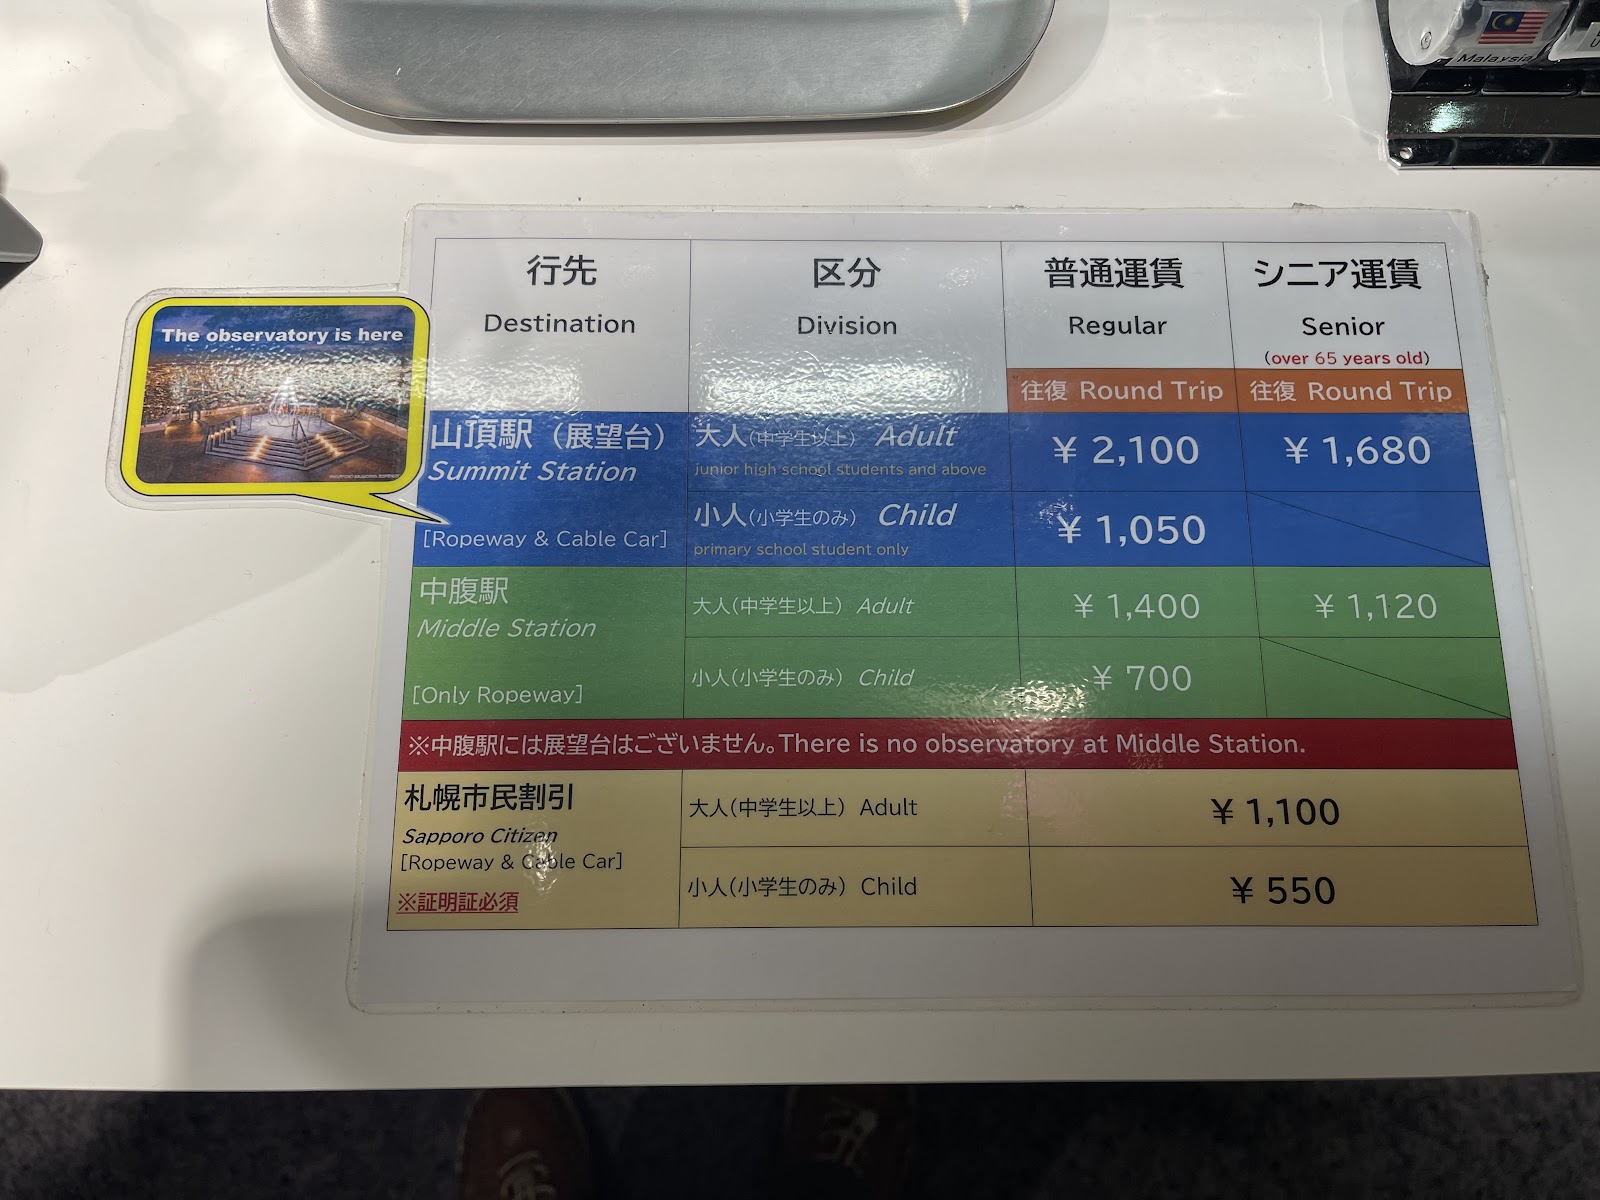 Malaysia
The observatory is here
行先
Destination
区分
Division
普通運賃
Regular
シニア運賃
Senior
(over 65 years old)
往復 Round Trip
往復 Round Trip
山頂駅（展望台）
Summit Station
[Ropeway & Cable Car]
大人(中学生以上) Adult
junior high school students and above
¥ 2,100
¥ 1,680
小人(小学生のみ) Child
primary school student only
¥ 1,050
中腹駅
Middle Station
[Only Ropeway]
大人(中学生以上) Adult
¥ 1,400
¥ 1,120
小人(小学生のみ) Child
¥ 700
※中腹駅には展望台はございません。There is no observatory at Middle Station.
札幌市民割引
Sapporo Citizen
[Ropeway & Cable Car]
※証明証必須
大人(中学生以上) Adult
¥ 1,100
小人(小学生のみ) Child
¥ 550